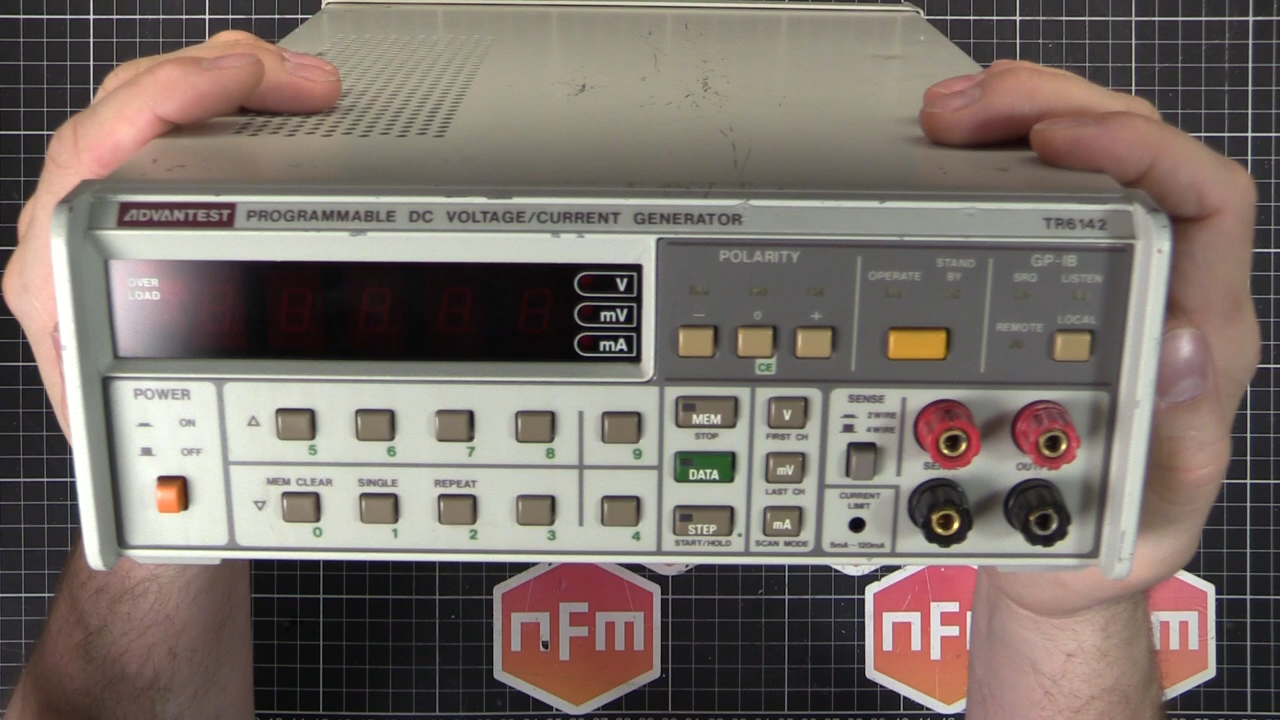 ADVANTEST PROGRAMMABLE DC VOLTAGE/CURRENT GENERATOR TR6142
OVER
LOAD
V
mV
mA
POLARITY
- 0 +
CE
OPERATE
STAND
BY
GP-IB
SRQ LISTEN
REMOTE
LOCAL
POWER
ON
OFF
△
5 6 7 8 9
MEM CLEAR SINGLE REPEAT
▽
0 1 2 3 4
MEM
STOP
DATA
STEP
START/HOLD
V
FIRST CH
mV
LAST CH
mA
SCAN MODE
SENSE
2WIRE
4WIRE
CURRENT
LIMIT
5mA~120mA
nFm
nFm